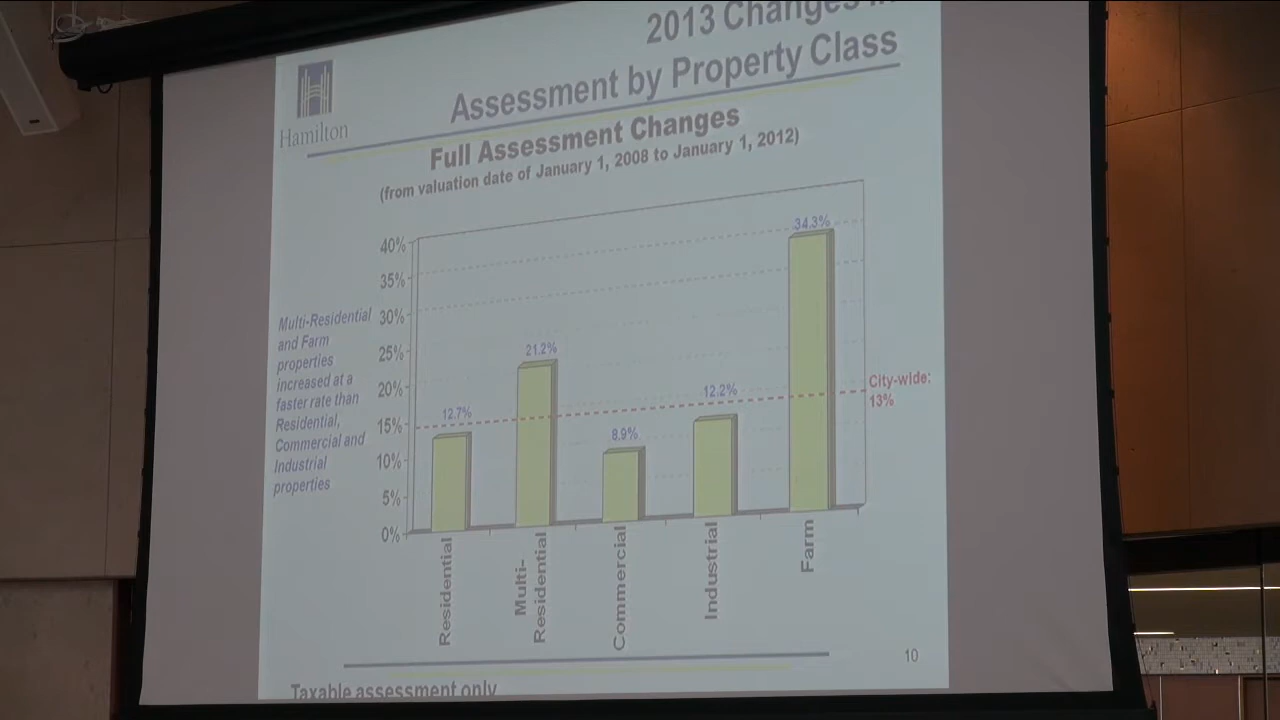 2013 Changes in
Assessment by Property Class
Hamilton
Full Assessment Changes
(from valuation date of January 1, 2008 to January 1, 2012)
40%
35%
30%
25%
20%
15%
10%
5%
0%
Multi-Residential
and Farm
properties
increased at a
faster rate than
Residential,
Commercial and
Industrial
properties
12.7%
21.2%
8.9%
12.2%
34.3%
City-wide:
13%
Residential
Multi-
Residential
Commercial
Industrial
Farm
Taxable assessment only
10